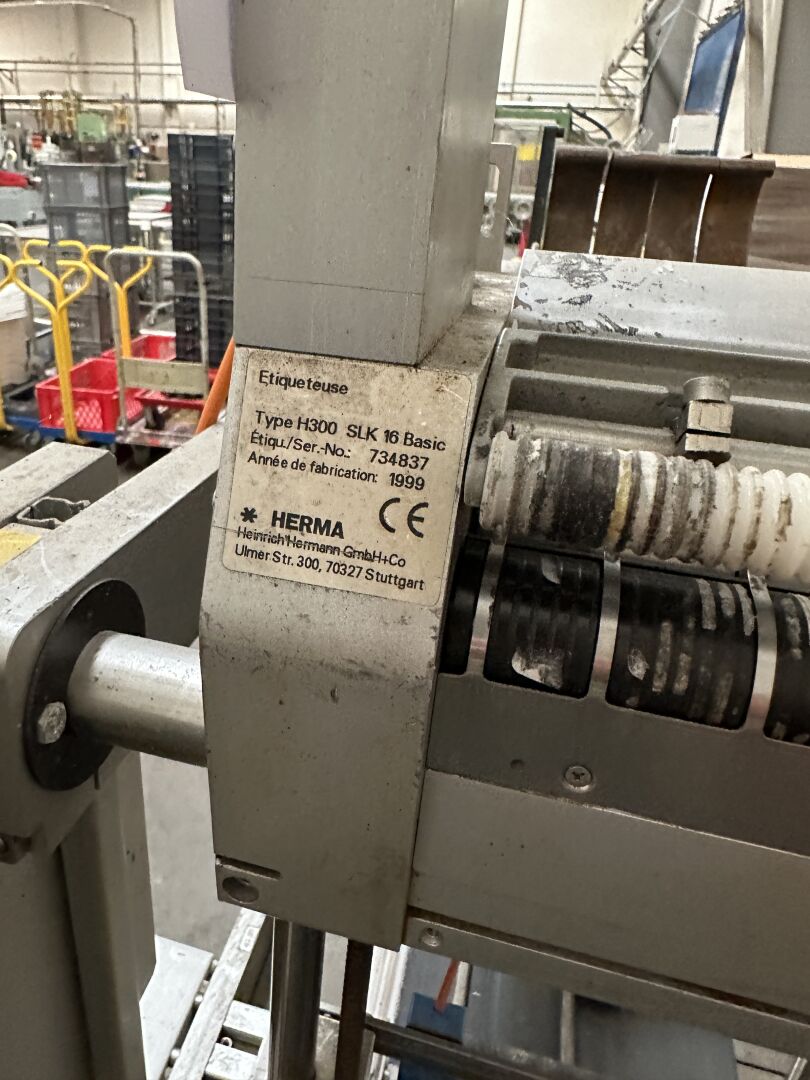 Etiqueteuse
Type H300 SLK 16 Basic
Étiqu./Ser.-No.: 734837
Année de fabrication: 1999
* HERMA CE
Heinrich Hermann GmbH+Co
Ulmer Str. 300, 70327 Stuttgart